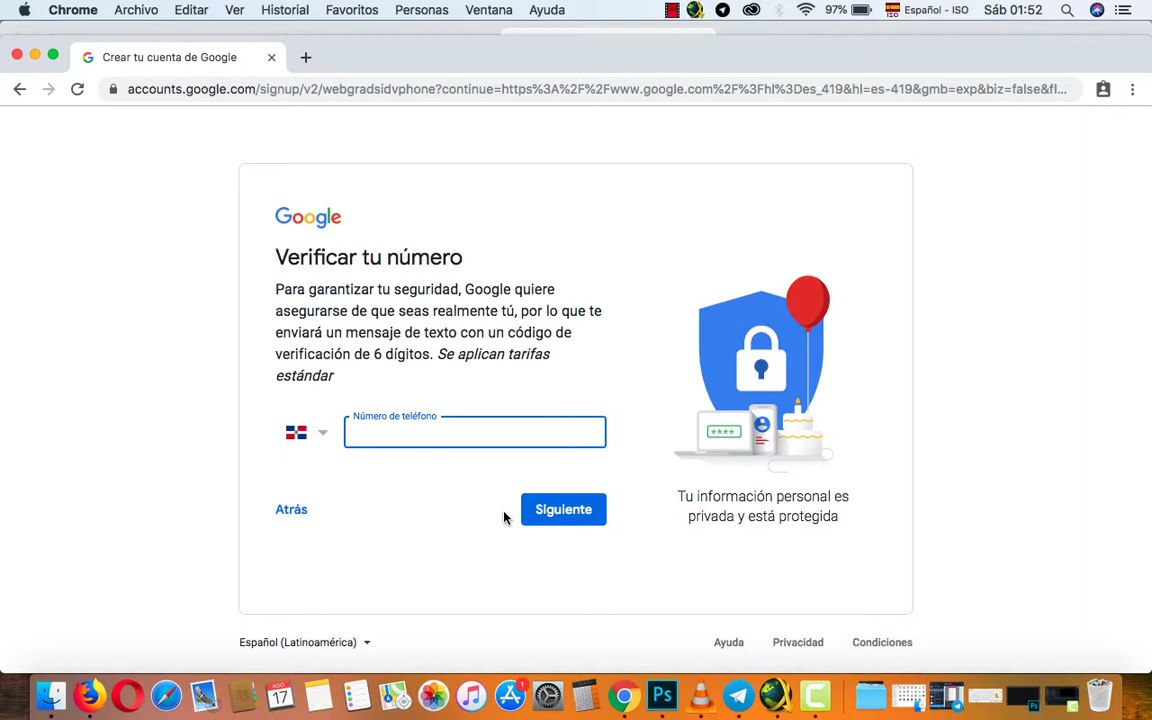 Chrome Archivo Editar Ver Historial Favoritos Personas Ventana Ayuda 97% ISO Español - ISO Sáb 01:52
Crear tu cuenta de Google
accounts.google.com/signup/v2/webgradsidvphone?continue=https%3A%2F%2Fwww.google.com%2F%3Fhl%3Des_419&hl=es-419&gmb=exp&biz=false&fl...
Google
Verificar tu número
Para garantizar tu seguridad, Google quiere
asegurarse de que seas realmente tú, por lo que te
enviará un mensaje de texto con un código de
verificación de 6 dígitos. Se aplican tarifas
estándar
Número de teléfono
Atrás
Siguiente
****
Tu información personal es
privada y está protegida
Español (Latinoamérica)
Ayuda Privacidad Condiciones
AGO
17
1
Ps